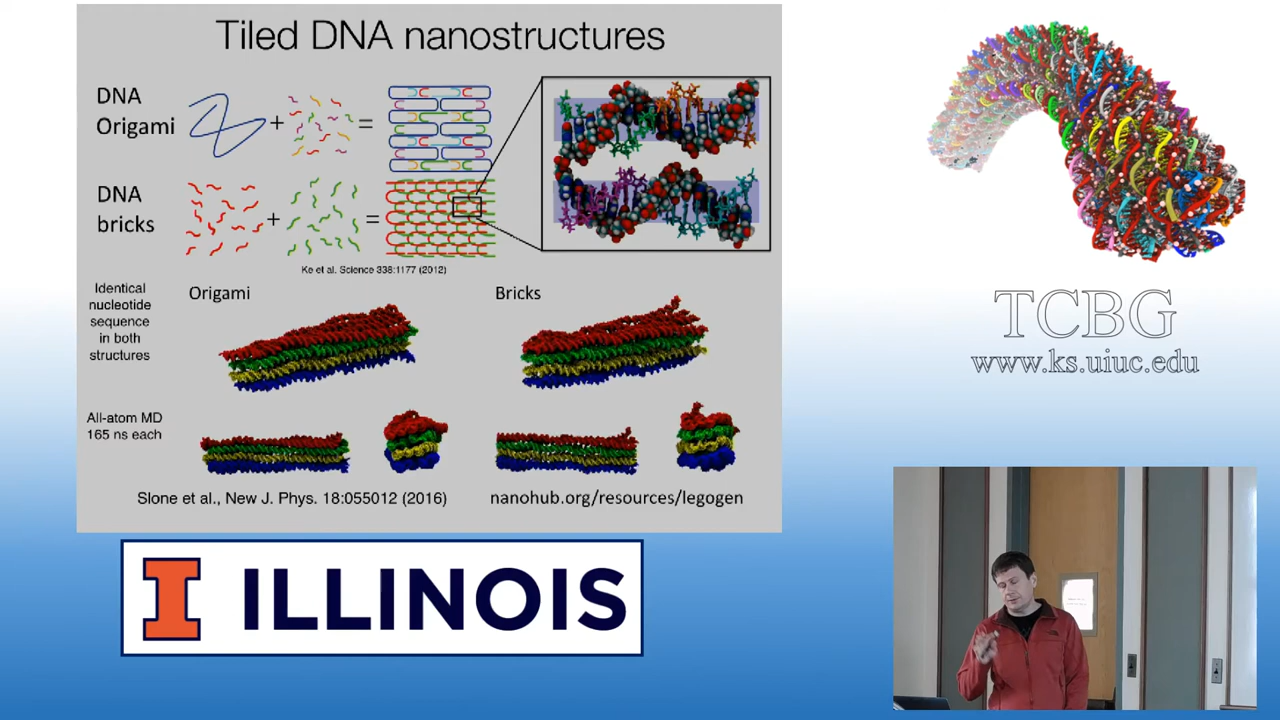 Tiled DNA nanostructures
DNA
Origami
+
=
DNA
bricks
+
=
Ke et al. Science 338:1177 (2012)
Identical
nucleotide
sequence
in both
structures
Origami
Bricks
All-atom MD
165 ns each
Slone et al., New J. Phys. 18:055012 (2016)
nanohub.org/resources/legogen
TCBG
www.ks.uiuc.edu
I ILLINOIS